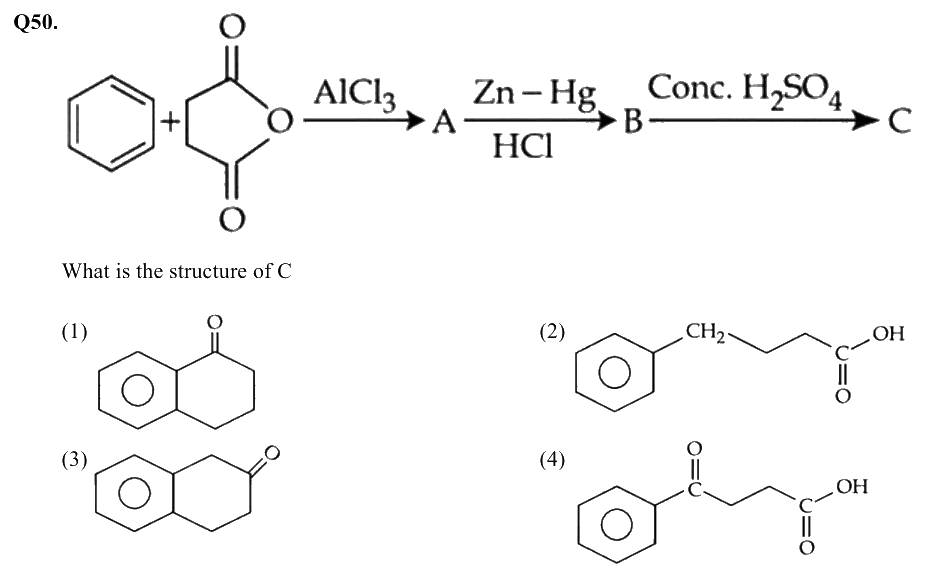 Q50.
O
+ O AlCl₃ A Zn – Hg HCl B Conc. H₂SO₄ C
O
What is the structure of C
(1) O
(2) CH₂ OH C O
(3) O
(4) O C OH C O